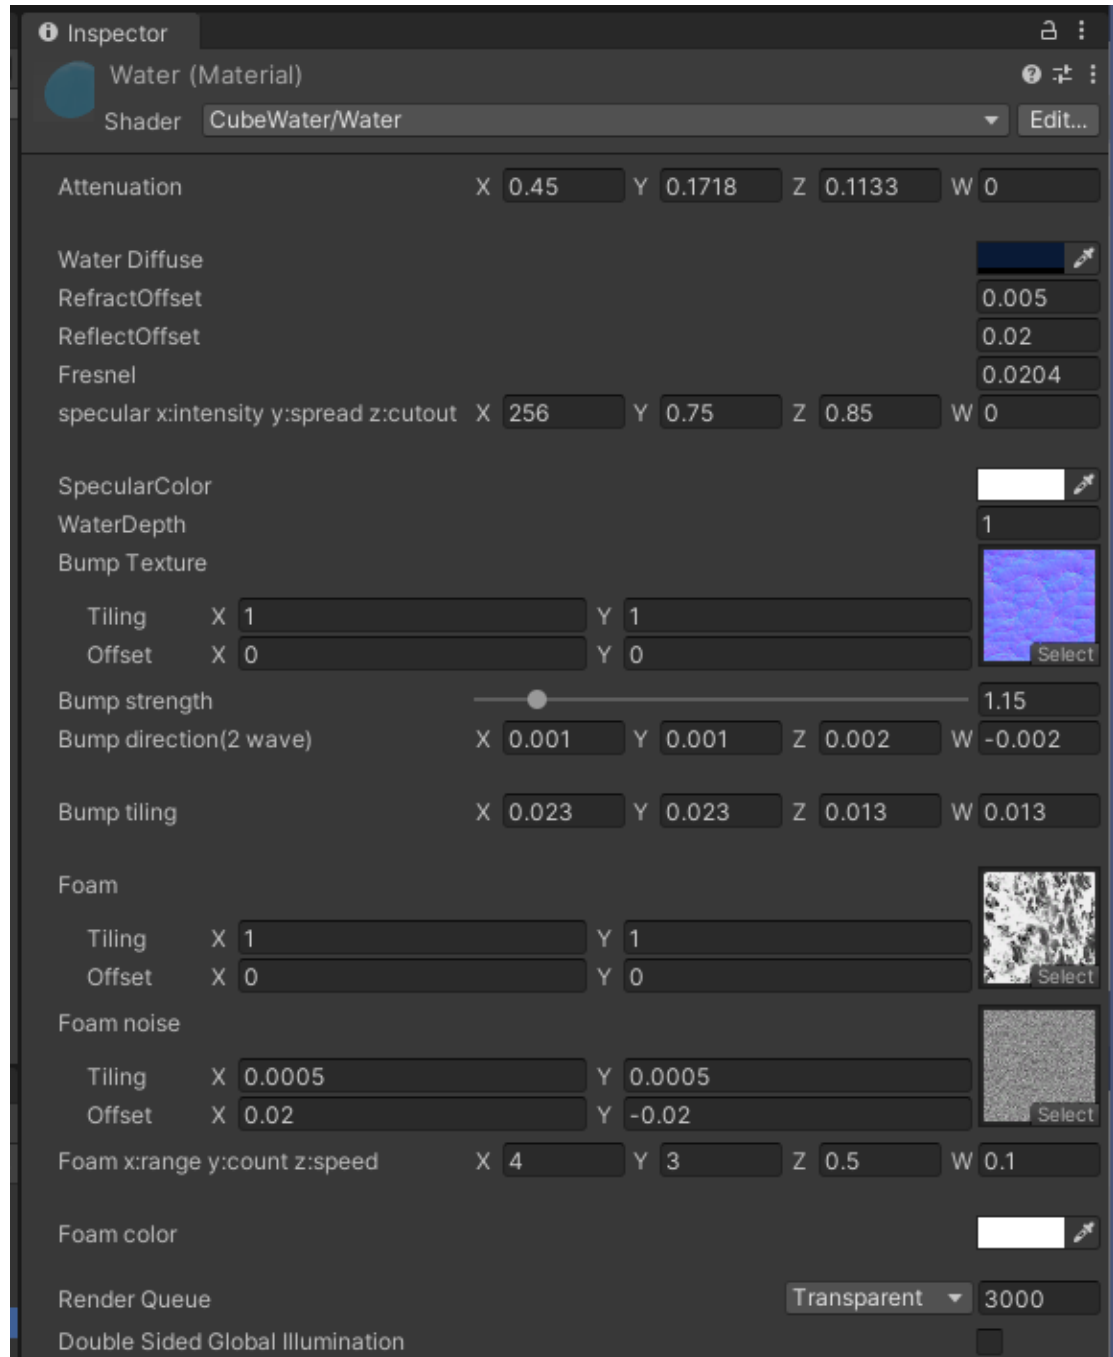 Inspector
Water (Material)
Shader CubeWater/Water Edit...
Attenuation X 0.45 Y 0.1718 Z 0.1133 W 0
Water Diffuse
RefractOffset 0.005
ReflectOffset 0.02
Fresnel 0.0204
specular x:intensity y:spread z:cutout X 256 Y 0.75 Z 0.85 W 0
SpecularColor
WaterDepth 1
Bump Texture
Tiling X 1 Y 1
Offset X 0 Y 0
Select
Bump strength 1.15
Bump direction(2 wave) X 0.001 Y 0.001 Z 0.002 W -0.002
Bump tiling X 0.023 Y 0.023 Z 0.013 W 0.013
Foam
Tiling X 1 Y 1
Offset X 0 Y 0 Select
Foam noise
Tiling X 0.0005 Y 0.0005
Offset X 0.02 Y -0.02 Select
Foam x:range y:count z:speed X 4 Y 3 Z 0.5 W 0.1
Foam color
Render Queue Transparent 3000
Double Sided Global Illumination